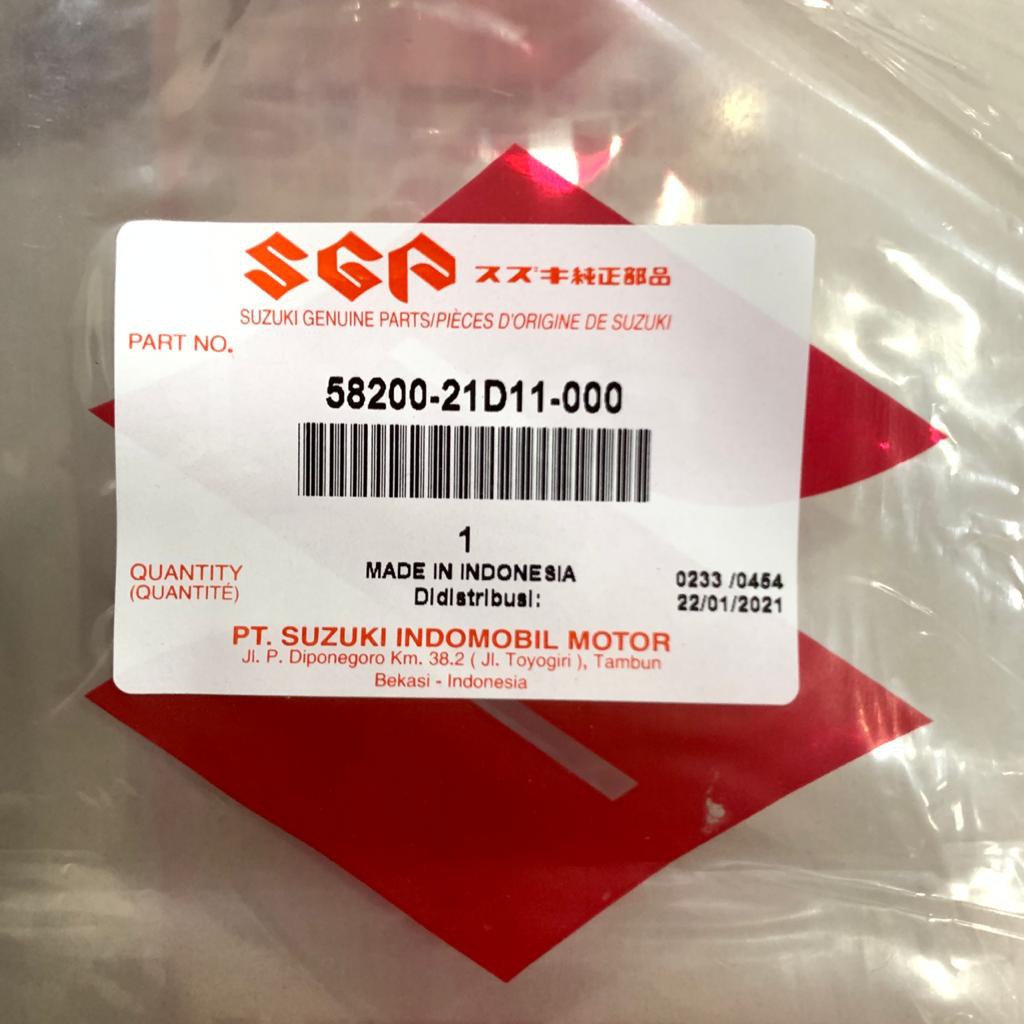 SGP スズキ純正部品
SUZUKI GENUINE PARTS/PIÈCES D'ORIGINE DE SUZUKI
PART NO.
58200-21D11-000
1
QUANTITY
(QUANTITÉ)
MADE IN INDONESIA
Didistribusi:
0233 /0454
22/01/2021
PT. SUZUKI INDOMOBIL MOTOR
Jl. P. Diponegoro Km. 38.2 ( Jl. Toyogiri ), Tambun
Bekasi - Indonesia